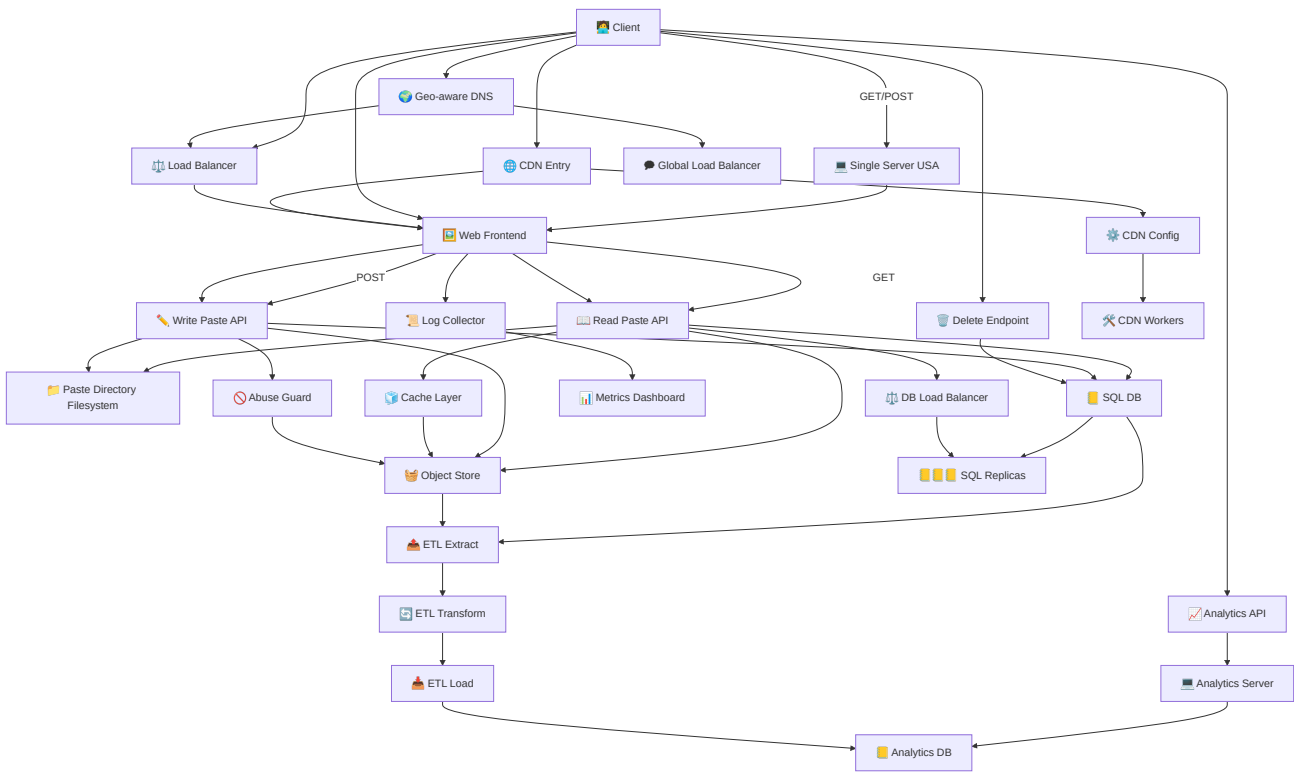 Client
Geo-aware DNS
GET/POST
Load Balancer
CDN Entry
Global Load Balancer
Single Server USA
Web Frontend
CDN Config
POST
GET
Write Paste API
Log Collector
Read Paste API
Delete Endpoint
CDN Workers
Paste Directory
Filesystem
Abuse Guard
Cache Layer
Metrics Dashboard
DB Load Balancer
SQL DB
Object Store
SQL Replicas
ETL Extract
ETL Transform
Analytics API
ETL Load
Analytics Server
Analytics DB